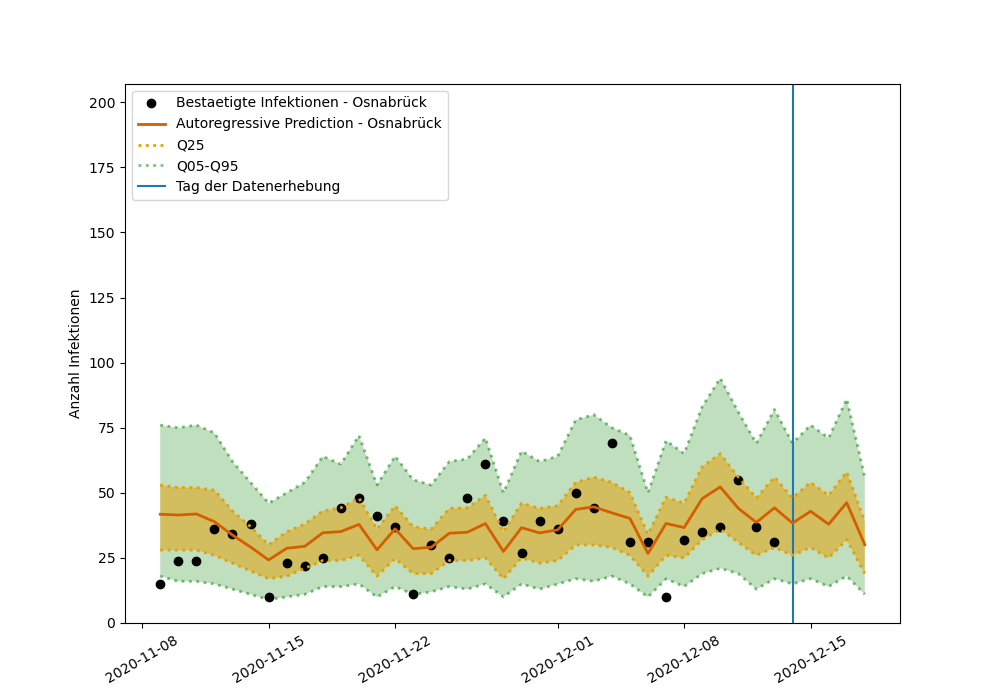 200
175
150
125
100
75
50
25
0
Anzahl Infektionen
Bestaetigte Infektionen - Osnabrück
Autoregressive Prediction - Osnabrück
Q25
Q05-Q95
Tag der Datenerhebung
2020-11-08
2020-11-15
2020-11-22
2020-12-01
2020-12-08
2020-12-15